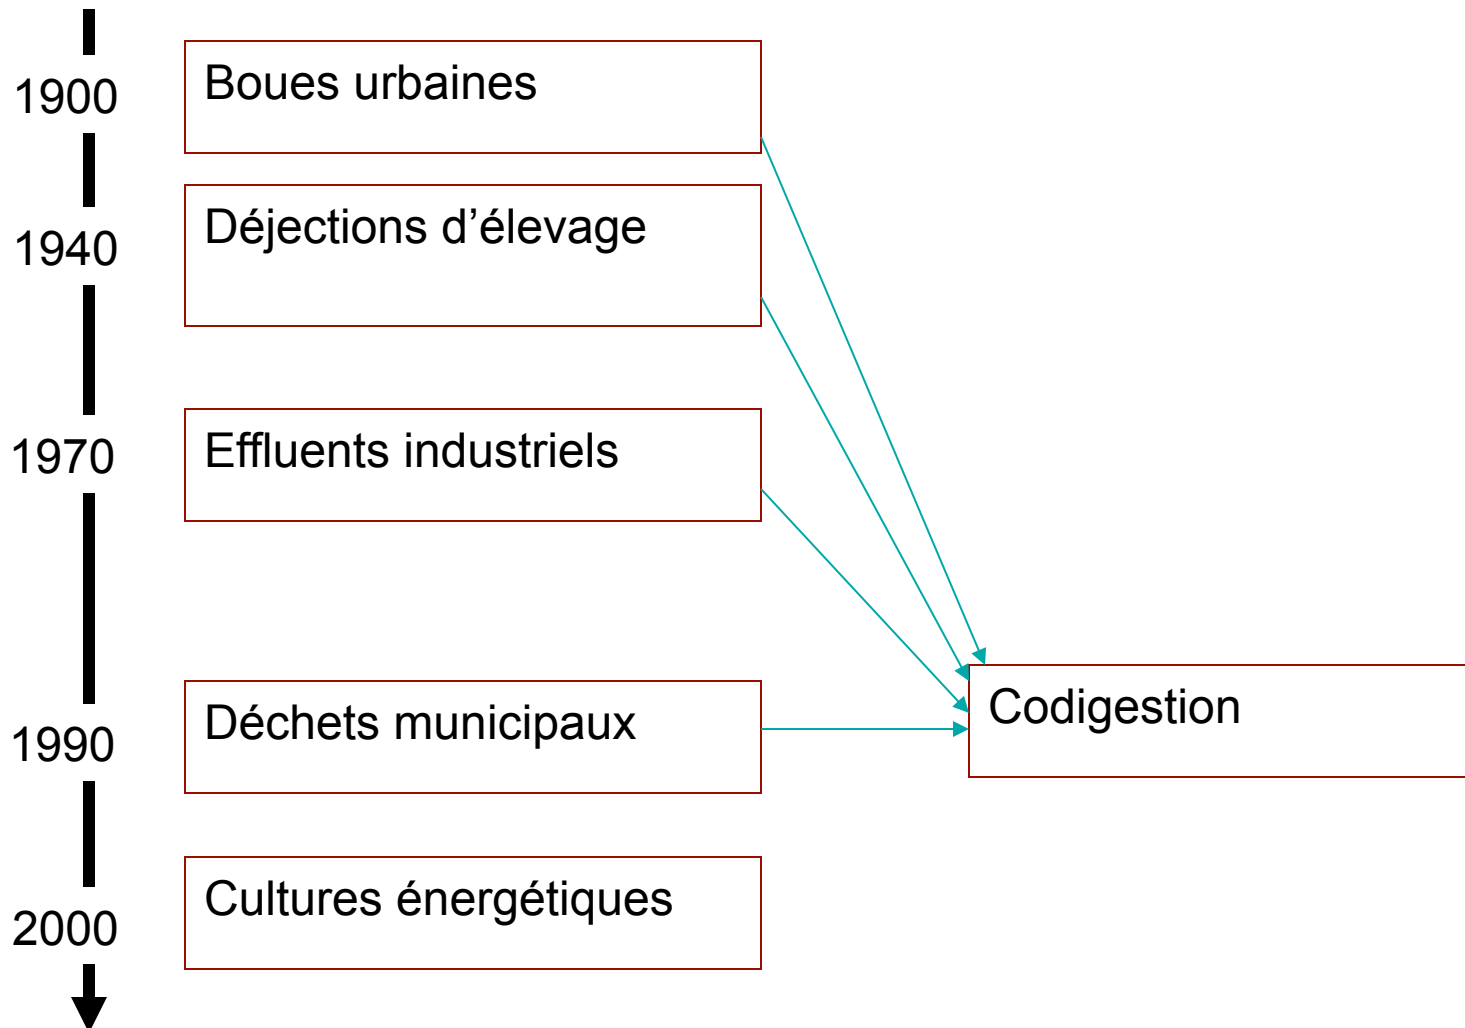 1900
Boues urbaines
1940
Déjections d’élevage
1970
Effluents industriels
1990
Déchets municipaux
Codigestion
2000
Cultures énergétiques